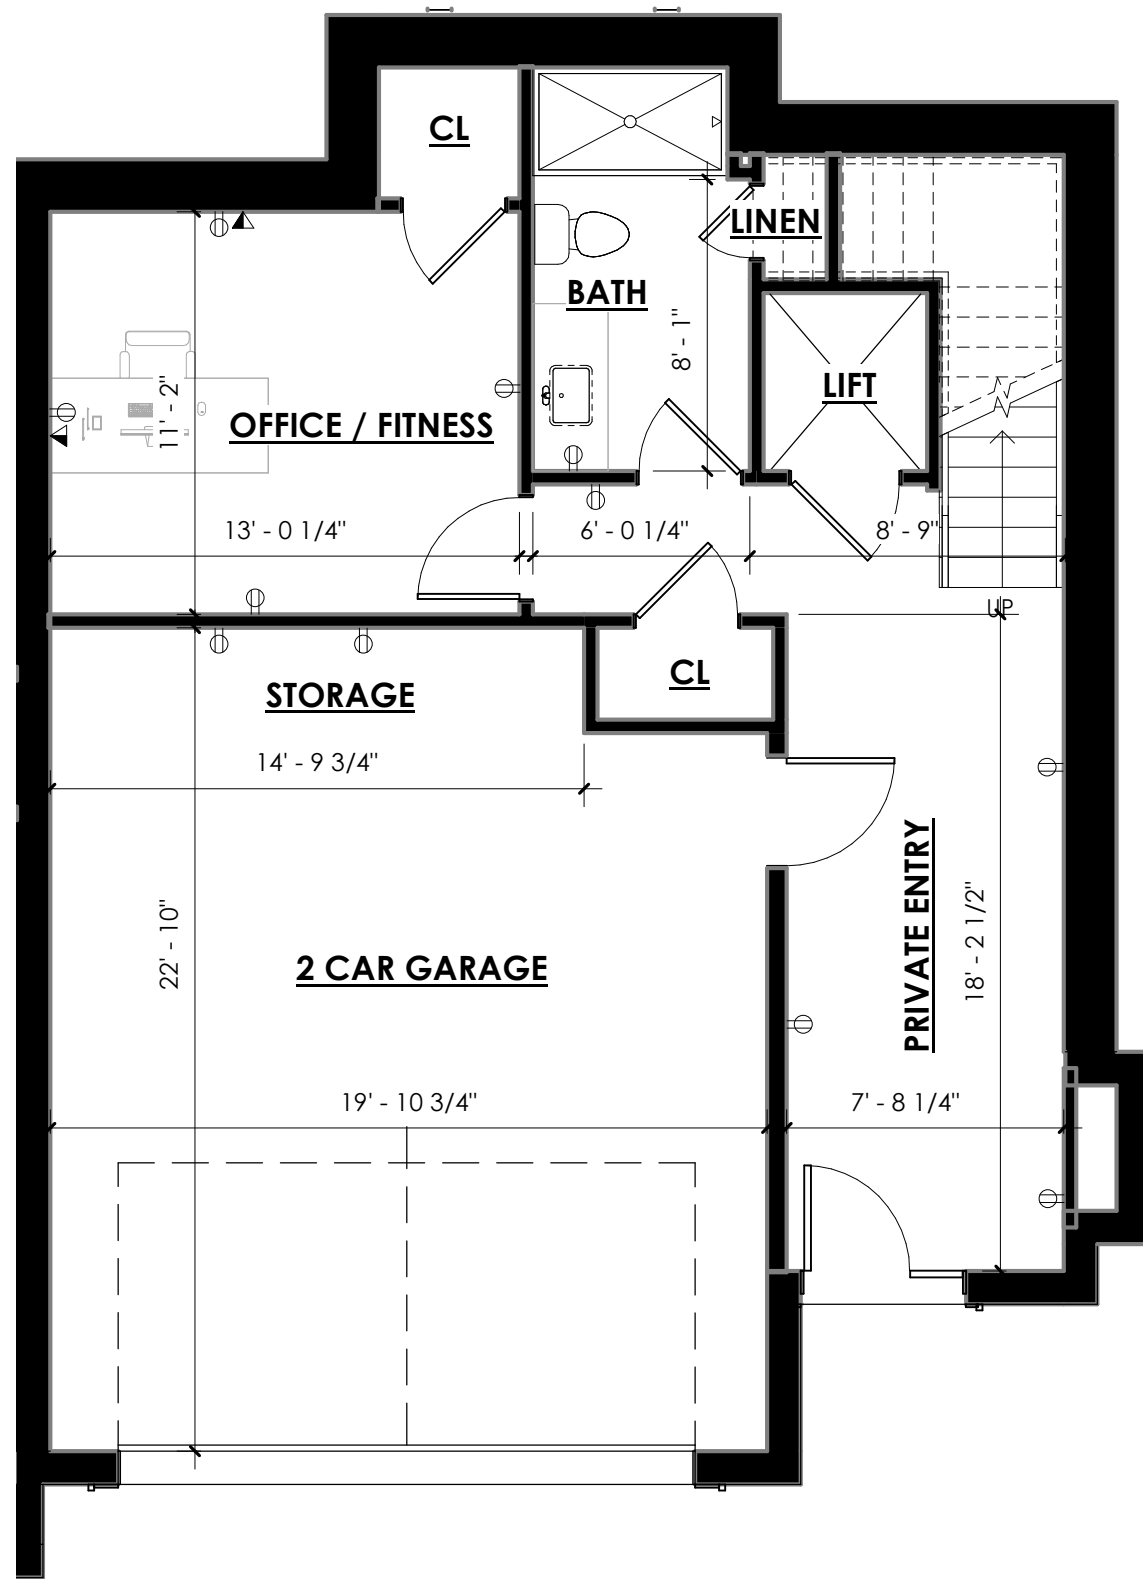 CL
LINEN
BATH
8' - 1"
LIFT
11' - 2"
OFFICE / FITNESS
13' - 0 1/4"
6' - 0 1/4"
8' - 9"
UP
CL
STORAGE
14' - 9 3/4"
PRIVATE ENTRY
22' - 10"
18' - 2 1/2"
2 CAR GARAGE
19' - 10 3/4"
7' - 8 1/4"